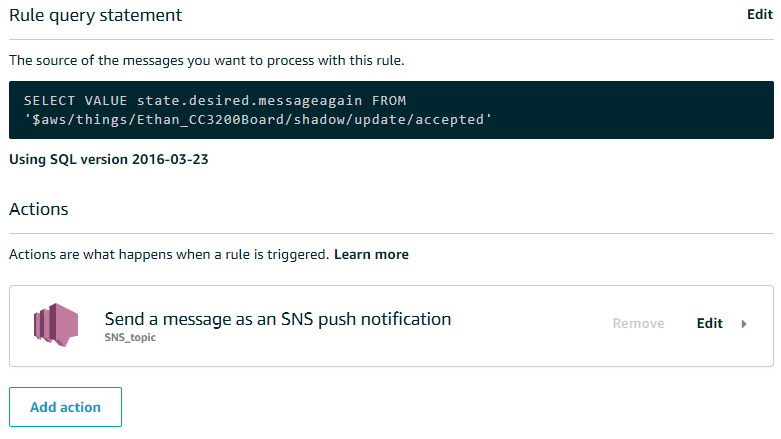 Rule query statement
Edit
The source of the messages you want to process with this rule.
SELECT VALUE state.desired.messageagain FROM
'$aws/things/Ethan_CC3200Board/shadow/update/accepted'
Using SQL version 2016-03-23
Actions
Actions are what happens when a rule is triggered. Learn more
Send a message as an SNS push notification
SNS_topic
Remove
Edit
Add action